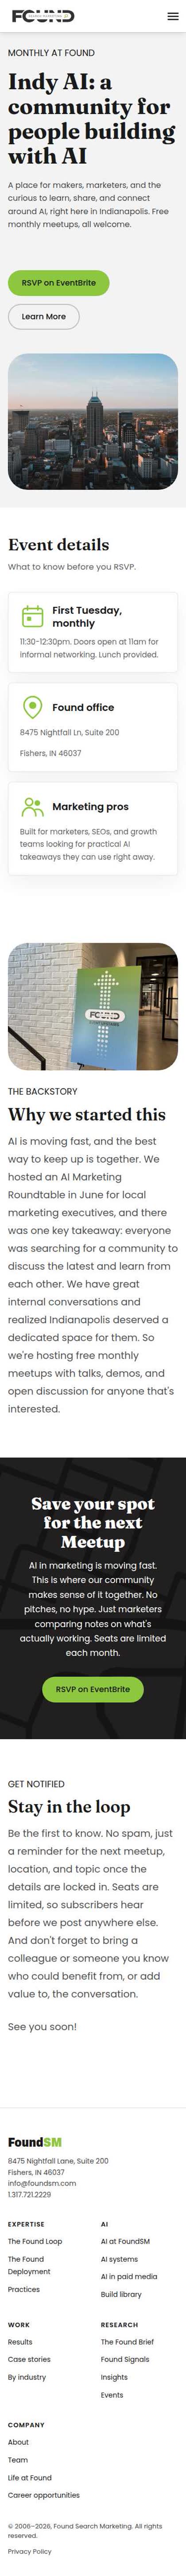 FOUND
MONTHLY AT FOUND
Indy AI: a
community for
people building
with AI
A place for makers, marketers, and the
curious to learn, share, and connect
around AI, right here in Indianapolis. Free
monthly meetups, all welcome.
RSVP on EventBrite
Learn More
Event details
What to know before you RSVP.
First Tuesday,
monthly
11:30-12:30pm. Doors open at 11am for
informal networking. Lunch provided.
Found office
8475 Nightfall Ln, Suite 200
Fishers, IN 46037
Marketing pros
Built for marketers, SEOs, and growth
teams looking for practical AI
takeaways they can use right away.
FOUND
THE BACKSTORY
Why we started this
AI is moving fast, and the best
way to keep up is together. We
hosted an AI Marketing
Roundtable in June for local
marketing executives, and there
was one key takeaway: everyone
was searching for a community to
discuss the latest and learn from
each other. We have great
internal conversations and
realized Indianapolis deserved a
dedicated space for them. So
we're hosting free monthly
meetups with talks, demos, and
open discussion for anyone that's
interested.
Save your spot
for the next
Meetup
AI in marketing is moving fast.
This is where our community
makes sense of it together. No
pitches, no hype. Just marketers
comparing notes on what's
actually working. Seats are limited
each month.
RSVP on EventBrite
GET NOTIFIED
Stay in the loop
Be the first to know. No spam, just
a reminder for the next meetup,
location, and topic once the
details are locked in. Seats are
limited, so subscribers hear
before we post anywhere else.
And don't forget to bring a
colleague or someone you know
who could benefit from, or add
value to, the conversation.
See you soon!
FoundSM
8475 Nightfall Lane, Suite 200
Fishers, IN 46037
info@foundsm.com
1.317.721.2229
EXPERTISE
The Found Loop
The Found
Deployment
Practices
AI
AI at FoundSM
AI systems
AI in paid media
Build library
WORK
Results
Case stories
By industry
RESEARCH
The Found Brief
Found Signals
Insights
Events
COMPANY
About
Team
Life at Found
Career opportunities
© 2006–2026, Found Search Marketing. All rights
reserved.
Privacy Policy